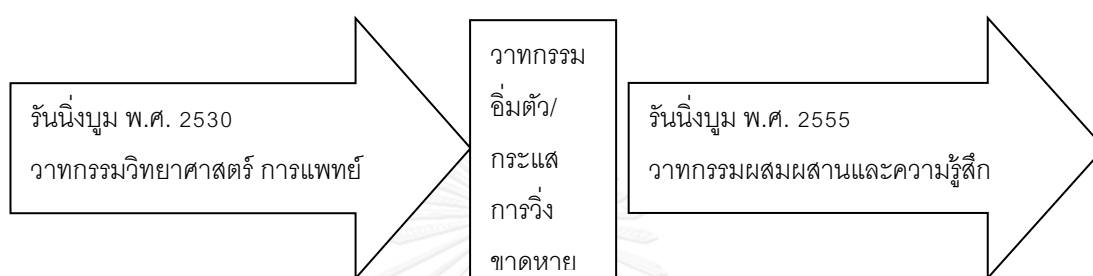 รันนิ่งบูม พ.ศ. 2530
วาทกรรมวิทยาศาสตร์ การแพทย์
วาทกรรม
อิ่มตัว/
กระแส
การวิ่ง
ขาดหาย
รันนิ่งบูม พ.ศ. 2555
วาทกรรมผสมผสานและความรู้สึก